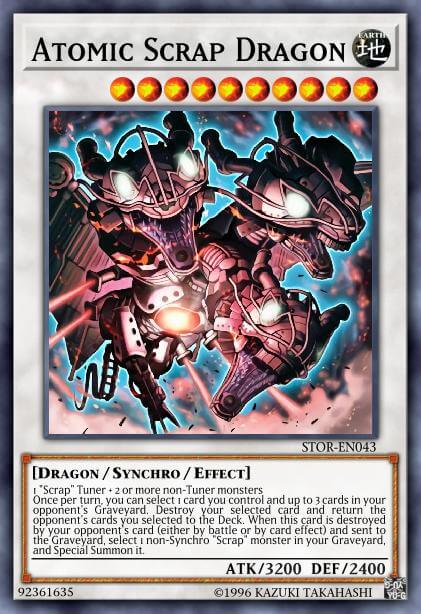 ATOMIC SCRAP DRAGON
EARTH
地
STOR-EN043
[DRAGON / SYNCHRO / EFFECT]
1 "Scrap" Tuner + 2 or more non-Tuner monsters
Once per turn, you can select 1 card you control and up to 3 cards in your
opponent's Graveyard. Destroy your selected card and return the
opponent's cards you selected to the Deck. When this card is destroyed
by your opponent's card (either by battle or by card effect) and sent to
the Graveyard, select 1 non-Synchro "Scrap" monster in your Graveyard,
and Special Summon it.
ATK/3200 DEF/2400
92361635
©1996 KAZUKI TAKAHASHI